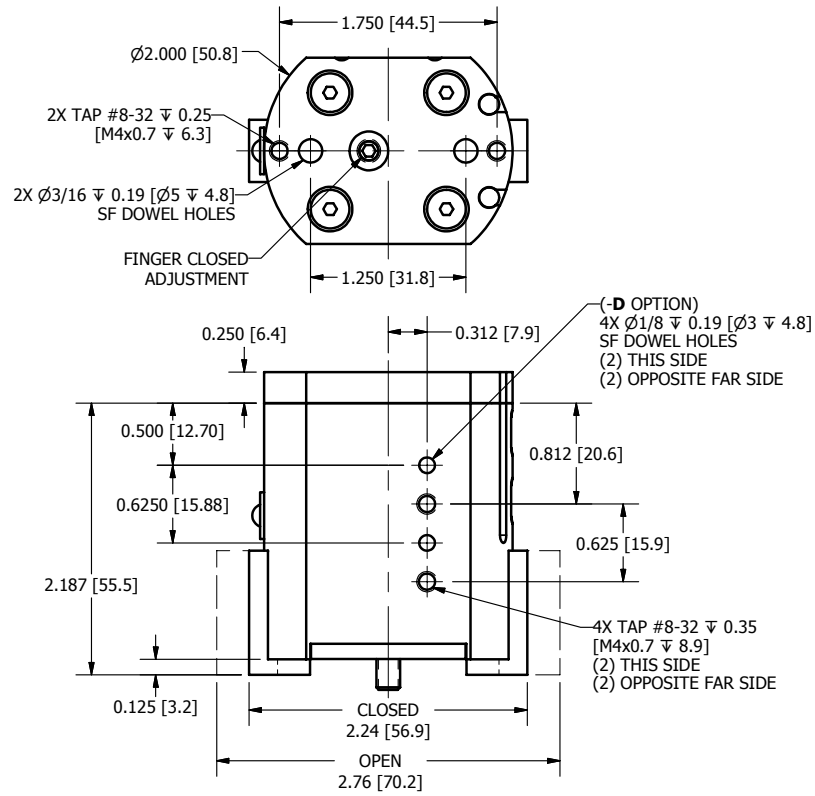 1.750 [44.5]
Ø2.000 [50.8]
2X TAP #8-32 ↧ 0.25
[M4x0.7 ↧ 6.3]
2X Ø3/16 ↧ 0.19 [Ø5 ↧ 4.8]
SF DOWEL HOLES
FINGER CLOSED
ADJUSTMENT
1.250 [31.8]
(-D OPTION)
4X Ø1/8 ↧ 0.19 [Ø3 ↧ 4.8]
SF DOWEL HOLES
(2) THIS SIDE
(2) OPPOSITE FAR SIDE
0.250 [6.4]
0.312 [7.9]
0.500 [12.70]
0.812 [20.6]
0.6250 [15.88]
0.625 [15.9]
2.187 [55.5]
4X TAP #8-32 ↧ 0.35
[M4x0.7 ↧ 8.9]
(2) THIS SIDE
(2) OPPOSITE FAR SIDE
0.125 [3.2]
CLOSED
2.24 [56.9]
OPEN
2.76 [70.2]